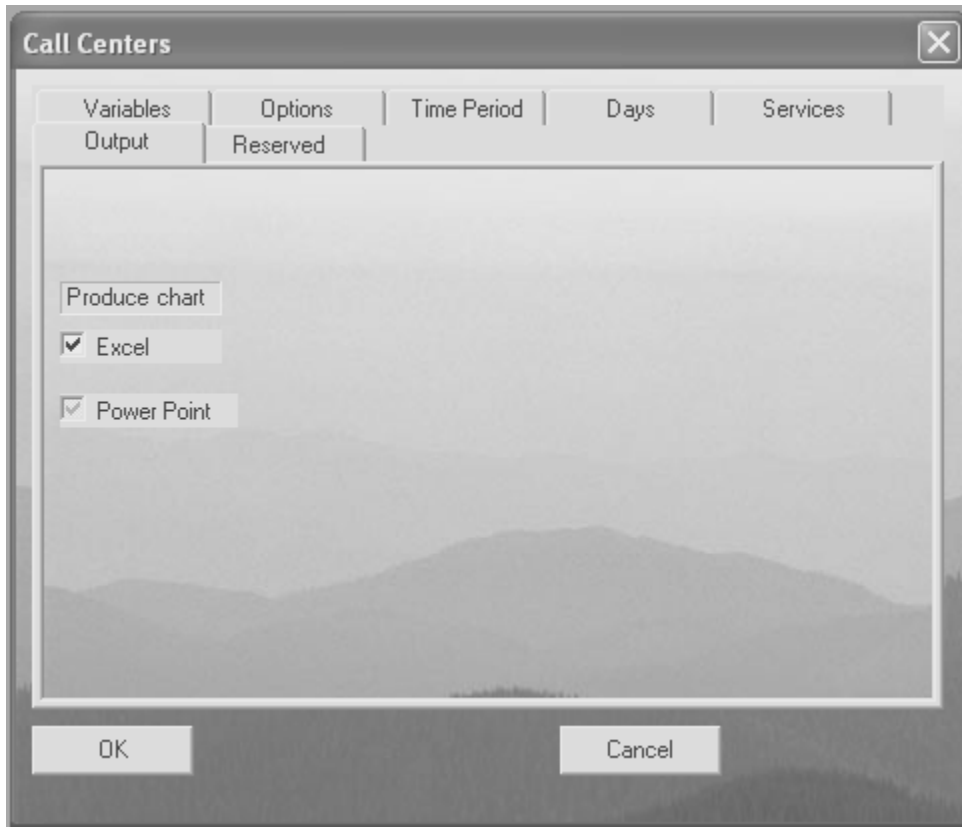 Call Centers
Variables Options Time Period Days Services
Output Reserved
Produce chart
Excel
Power Point
OK Cancel